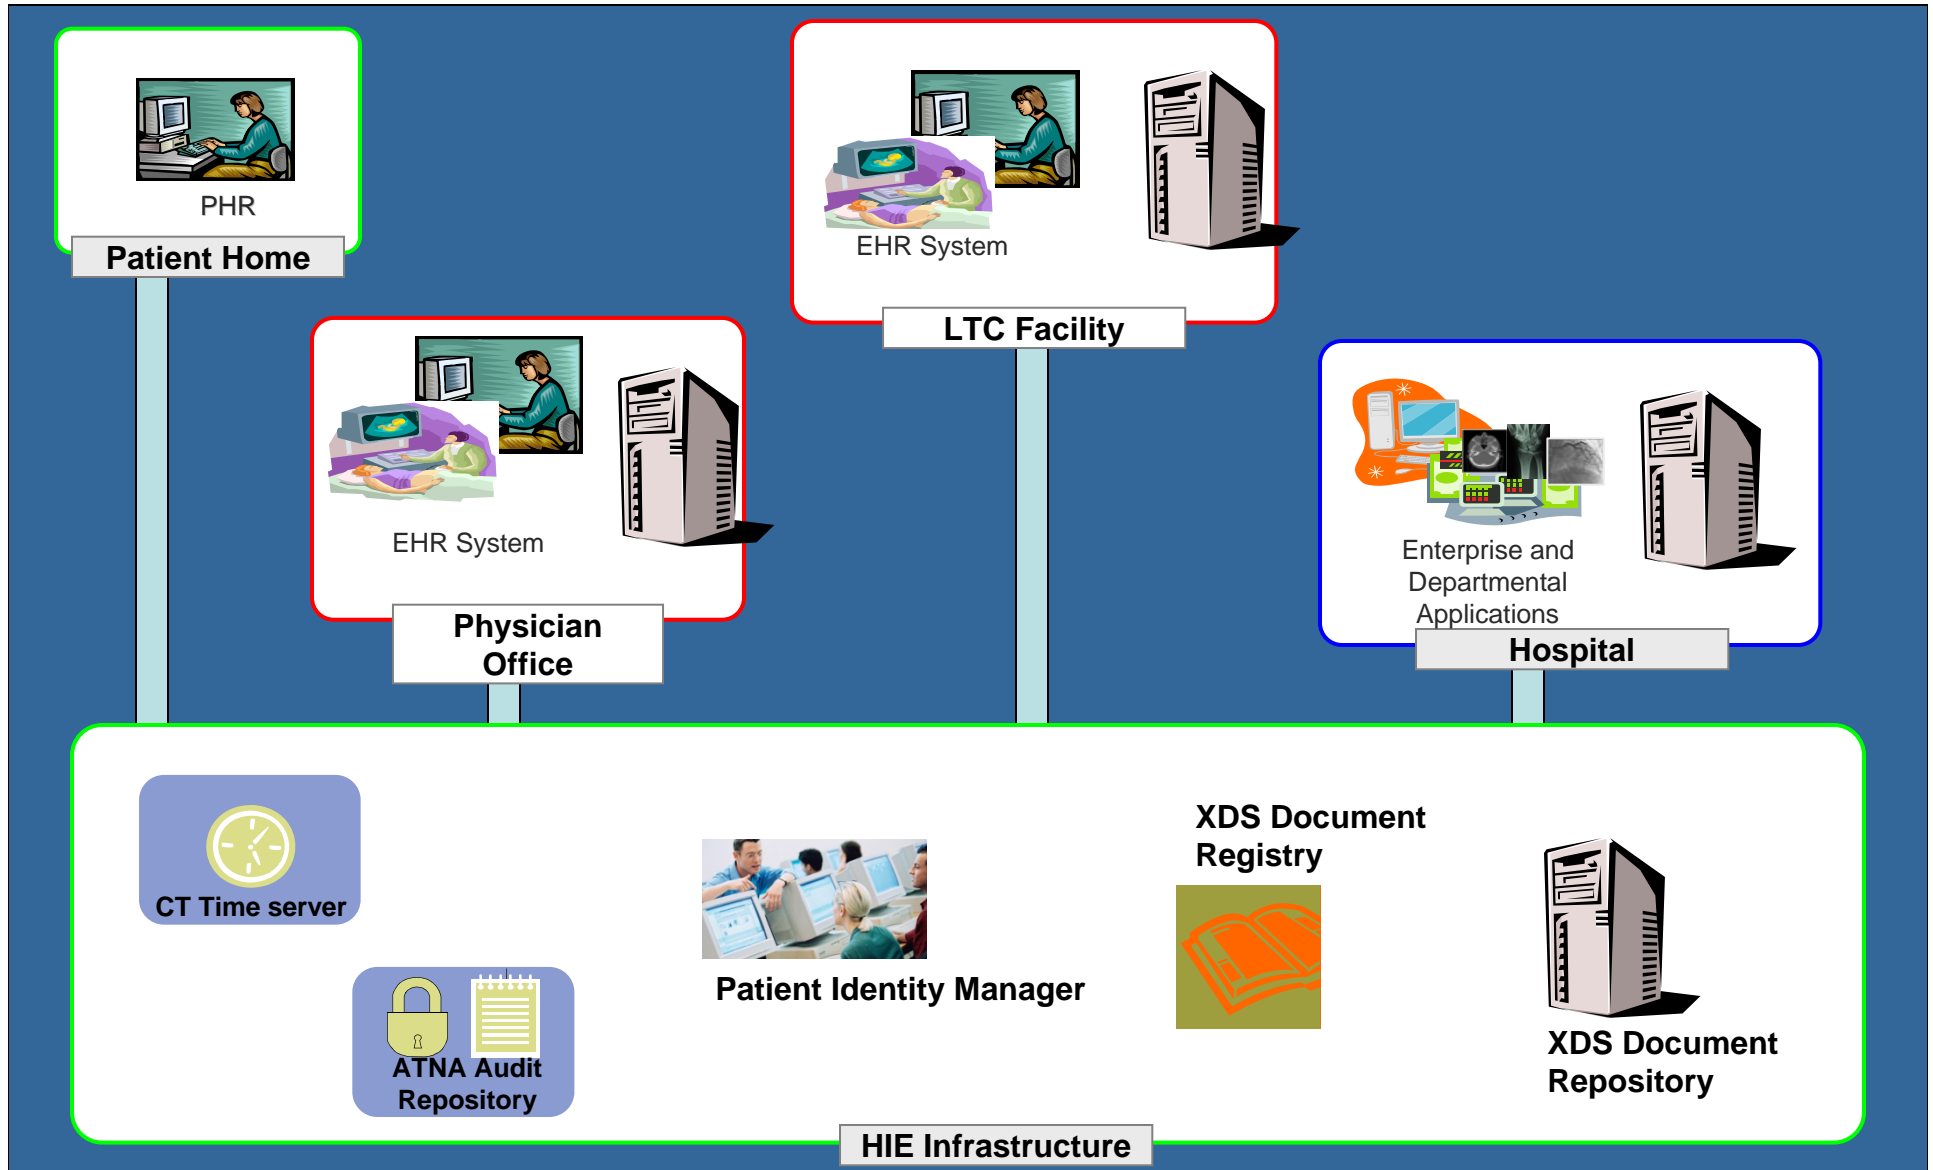 PHR
Patient Home
EHR System
LTC Facility
EHR System
Physician
Office
Enterprise and
Departmental
Applications
Hospital
CT Time server
ATNA Audit
Repository
Patient Identity Manager
XDS Document
Registry
XDS Document
Repository
HIE Infrastructure